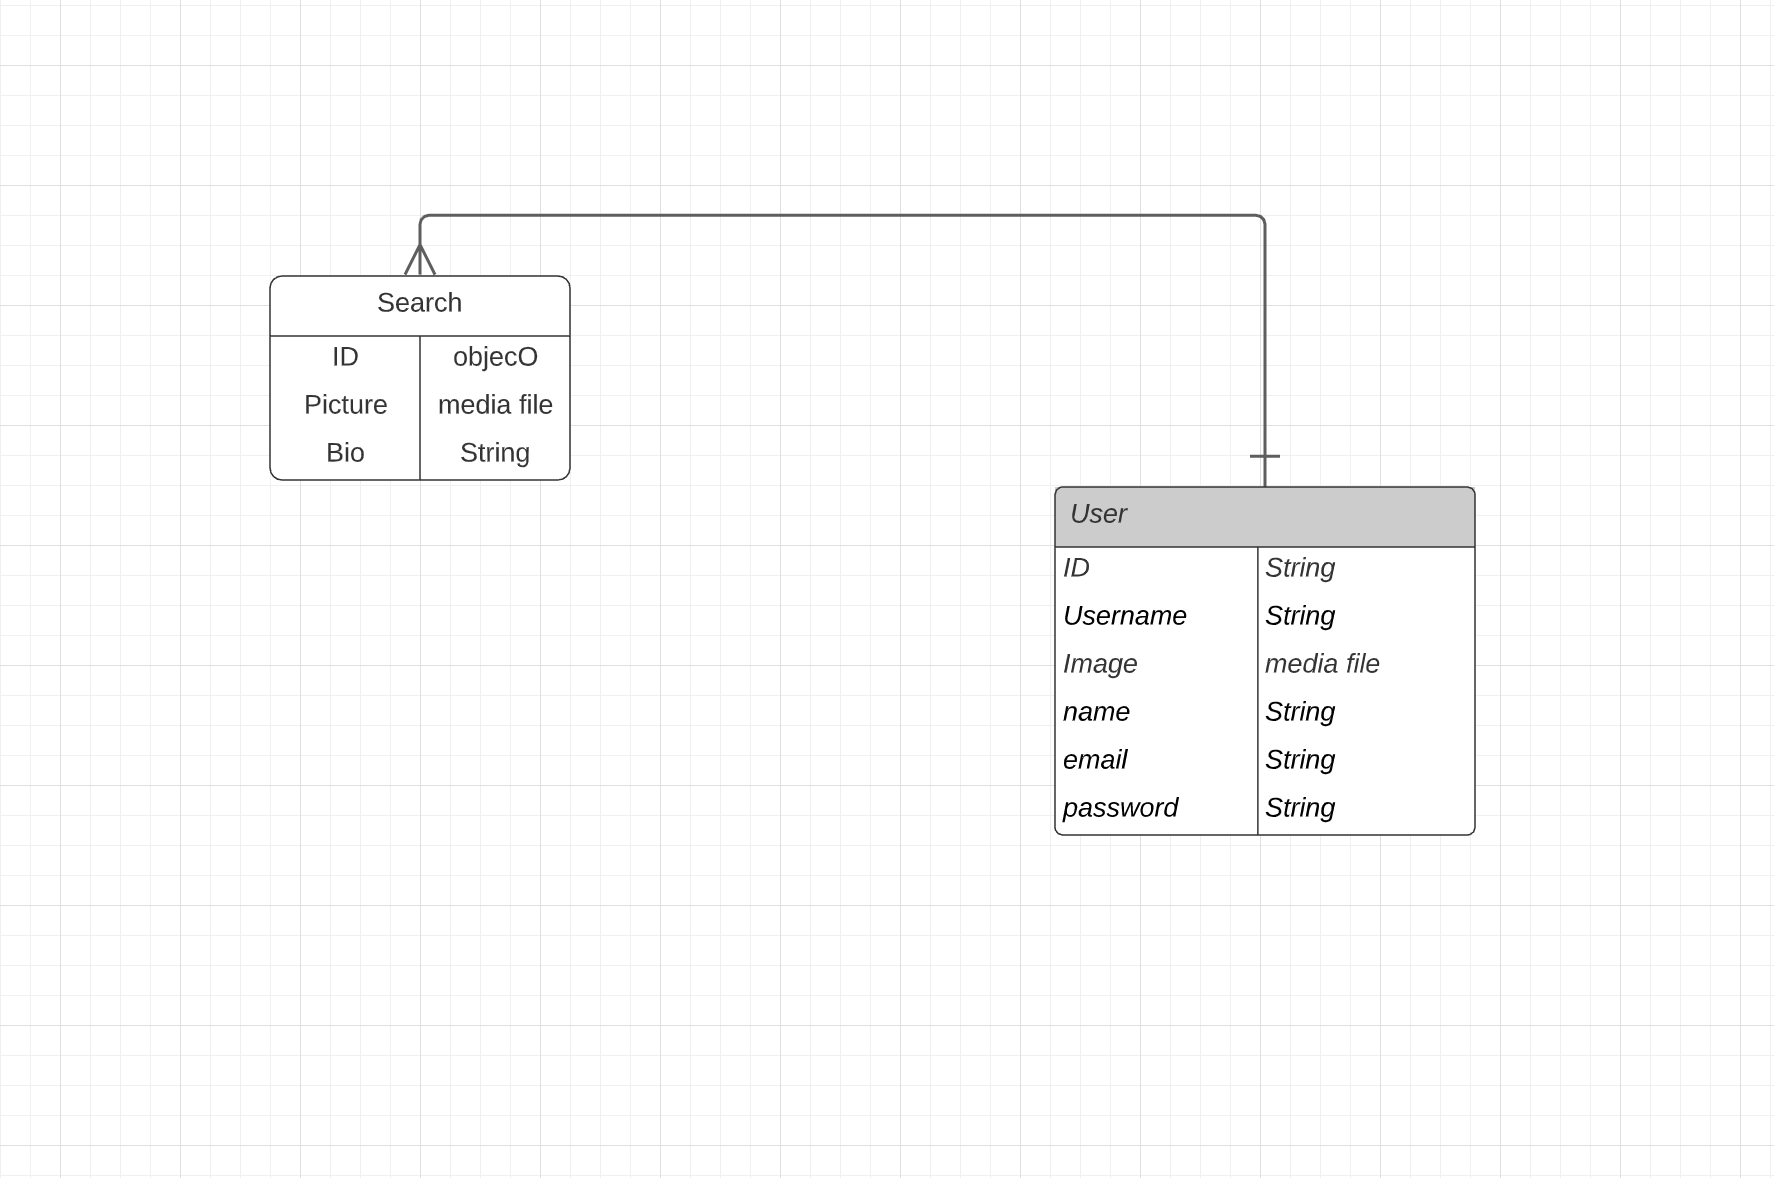 Search
ID objecO
Picture media file
Bio String
User
ID String
Username String
Image media file
name String
email String
password String